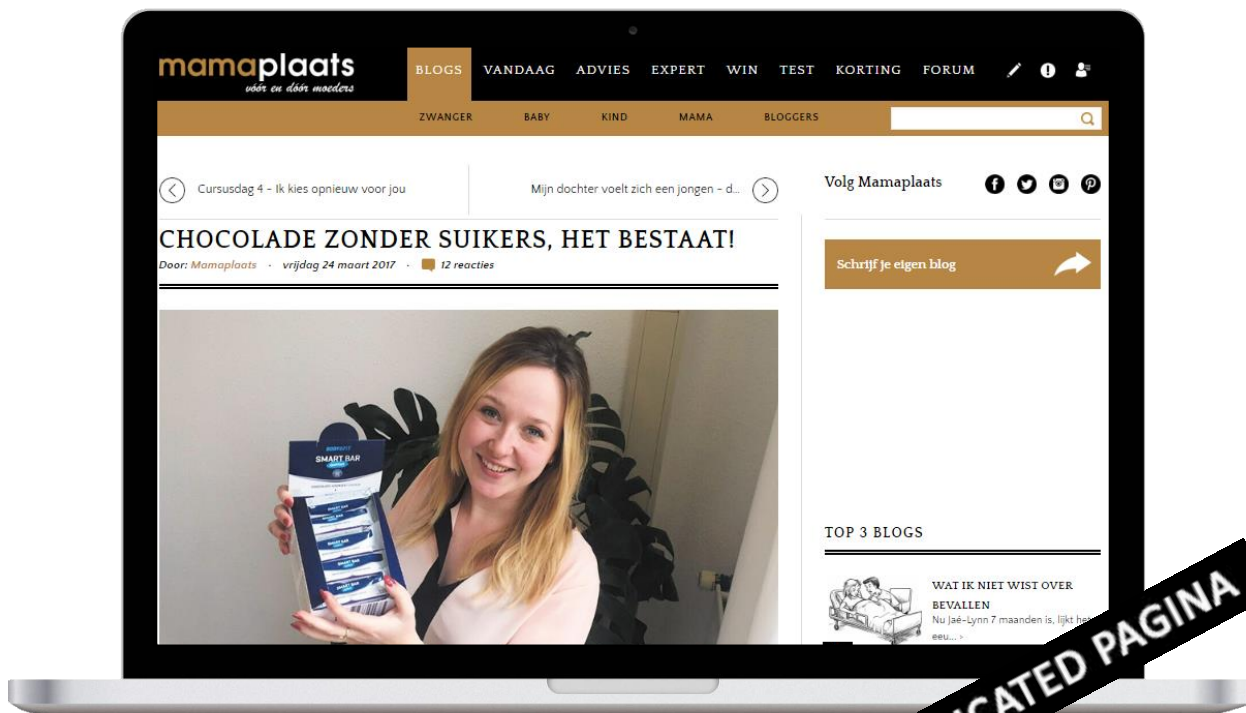 mamaplaats
vóór en dóór moeders
BLOGS VANDAAG ADVIES EXPERT WIN TEST KORTING FORUM
ZWANGER BABY KIND MAMA BLOGGERS
Cursusdag 4 - Ik kies opnieuw voor jou
Mijn dochter voelt zich een jongen - d...
Volg Mamaplaats
CHOCOLADE ZONDER SUIKERS, HET BESTAAT!
Door: Mamaplaats · vrijdag 24 maart 2017 · 12 reacties
Schrijf je eigen blog
SMART BAR
TOP 3 BLOGS
WAT IK NIET WIST OVER
BEVALLEN
Nu Jaé-Lynn 7 maanden is, lijkt het
eeu... >
PAGINA